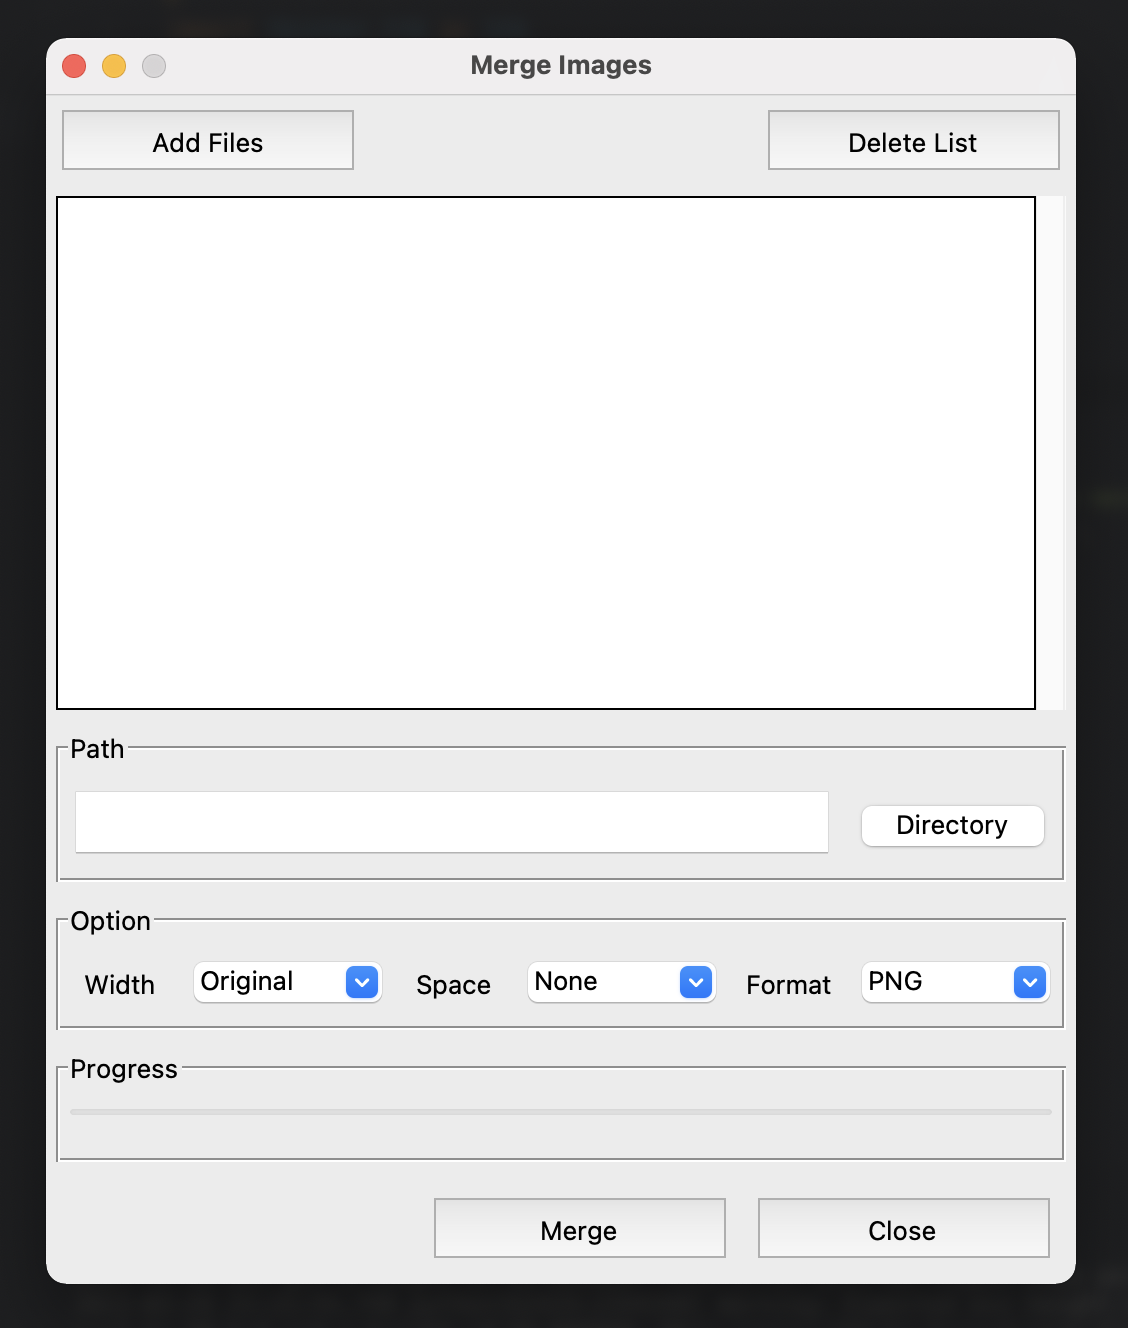 Merge Images
Add Files
Delete List
Path
Directory
Option
Width
Original
Space
None
Format
PNG
Progress
Merge
Close